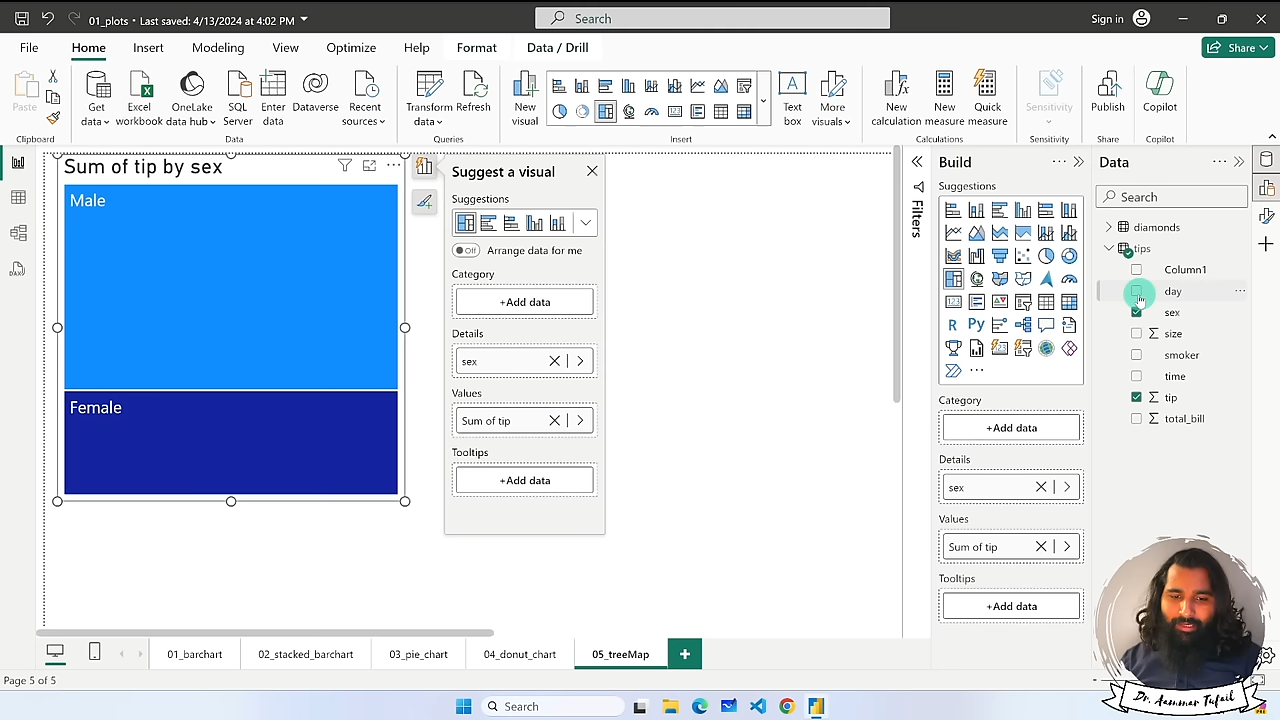 01_plots • Last saved: 4/13/2024 at 4:02 PM
Search
Sign in
File
Home
Insert
Modeling
View
Optimize
Help
Format
Data / Drill
Share
Paste
Get data
Excel workbook
OneLake data hub
SQL Server
Enter data
Dataverse
Recent sources
Transform data
Refresh
New visual
Text box
More visuals
New calculation
New measure
Quick measure
Sensitivity
Publish
Copilot
Clipboard
Data
Queries
Insert
Calculations
Sensitivity
Share
Copilot
Sum of tip by sex
Male
Female
Suggest a visual
Suggestions
Off
Arrange data for me
Category
+Add data
Details
sex
Values
Sum of tip
Tooltips
+Add data
Filters
Build
Suggestions
R
Py
Category
+Add data
Details
sex
Values
Sum of tip
Tooltips
+Add data
Data
Search
diamonds
tips
Column1
day
sex
size
smoker
time
tip
total_bill
DAX
01_barchart
02_stacked_barchart
03_pie_chart
04_donut_chart
05_treeMap
Page 5 of 5
Search
Dr. Aammar Tufail